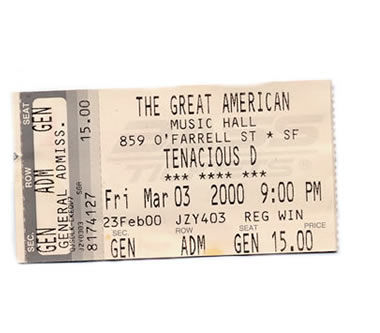 THE GREAT AMERICAN
MUSIC HALL
859 O'FARRELL ST * SF
TENACIOUS D
*** **** ***
Fri Mar 03 2000 9:00 PM
23Feb00 JZY403 REG WIN
SEC. ROW SEAT PRICE
GEN ADM GEN 15.00
SEC. ROW SEAT
GEN ADM GEN
GENERAL ADMISS.
15.00
8174127